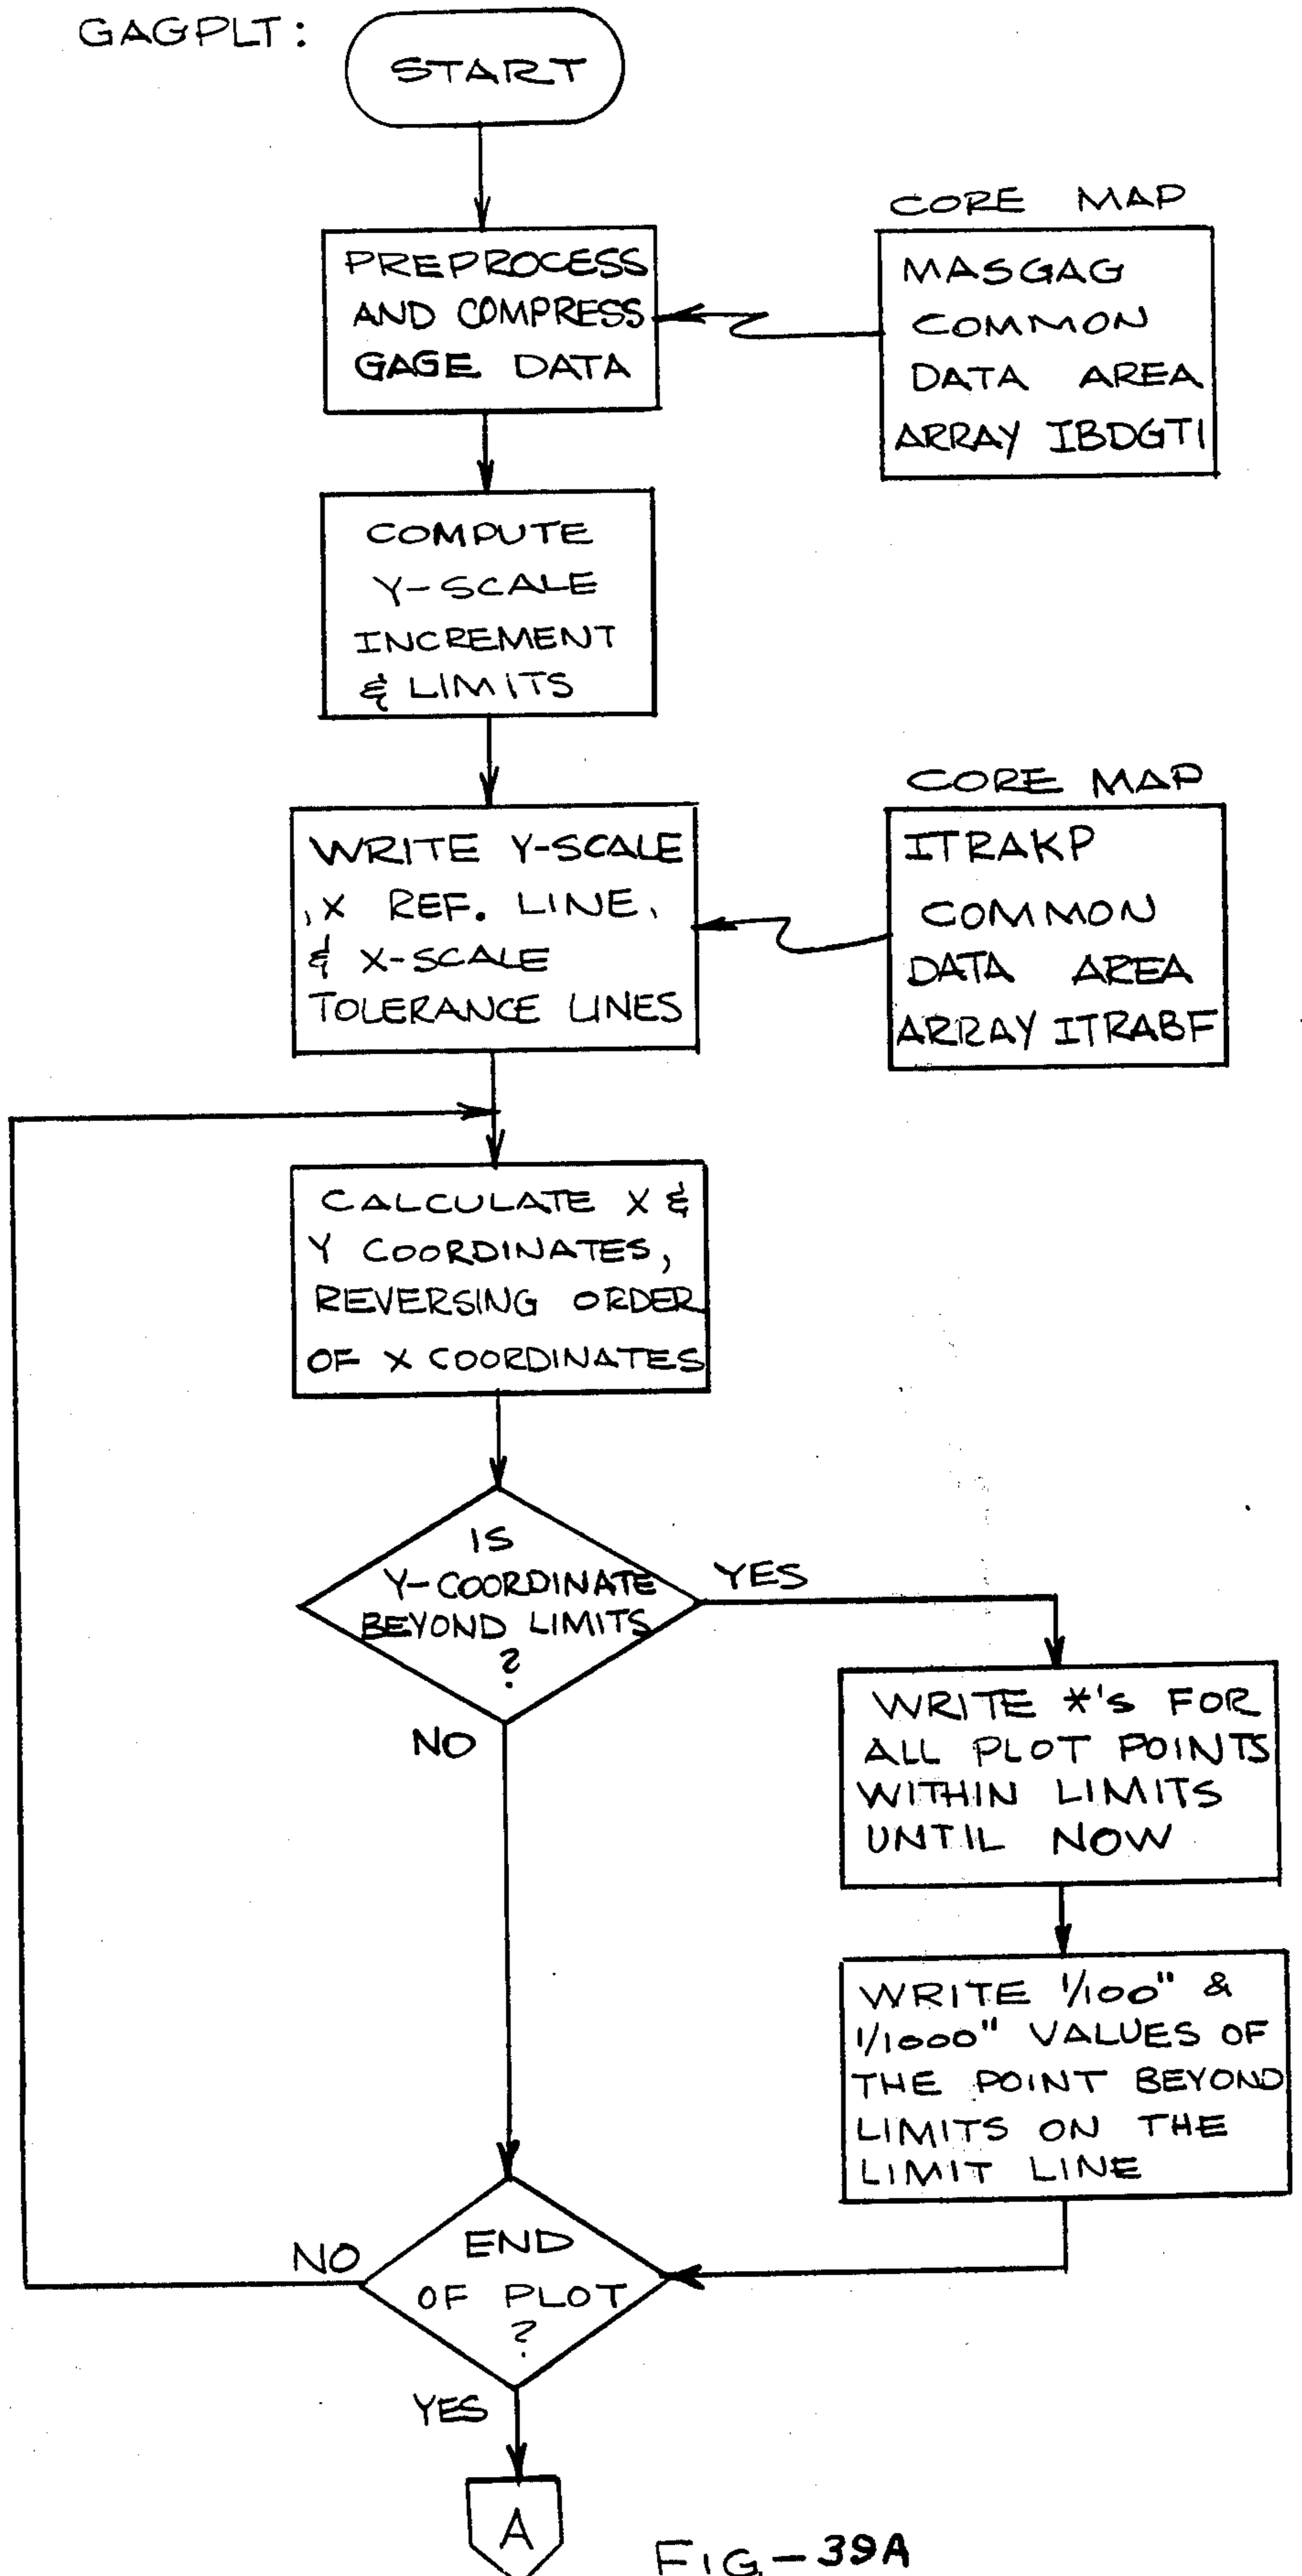 GAGPLT:
START
PREPROCESS
AND COMPRESS
GAGE DATA
CORE MAP
MASGAG
COMMON
DATA AREA
ARRAY IBDGTI
COMPUTE
Y-SCALE
INCREMENT
& LIMITS
WRITE Y-SCALE
, X REF. LINE,
& X-SCALE
TOLERANCE LINES
CORE MAP
ITRAKP
COMMON
DATA AREA
ARRAY ITRABF
CALCULATE X &
Y COORDINATES,
REVERSING ORDER
OF X COORDINATES
IS
Y-COORDINATE
BEYOND LIMITS
?
YES
NO
WRITE *'s FOR
ALL PLOT POINTS
WITHIN LIMITS
UNTIL NOW
WRITE 1/100" &
1/1000" VALUES OF
THE POINT BEYOND
LIMITS ON THE
LIMIT LINE
END
OF PLOT
?
NO
YES
A
FIG-39A